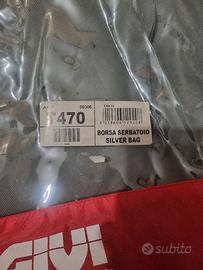 T470
BORSA SERBATOIO
SILVER BAG
GIVI
subito